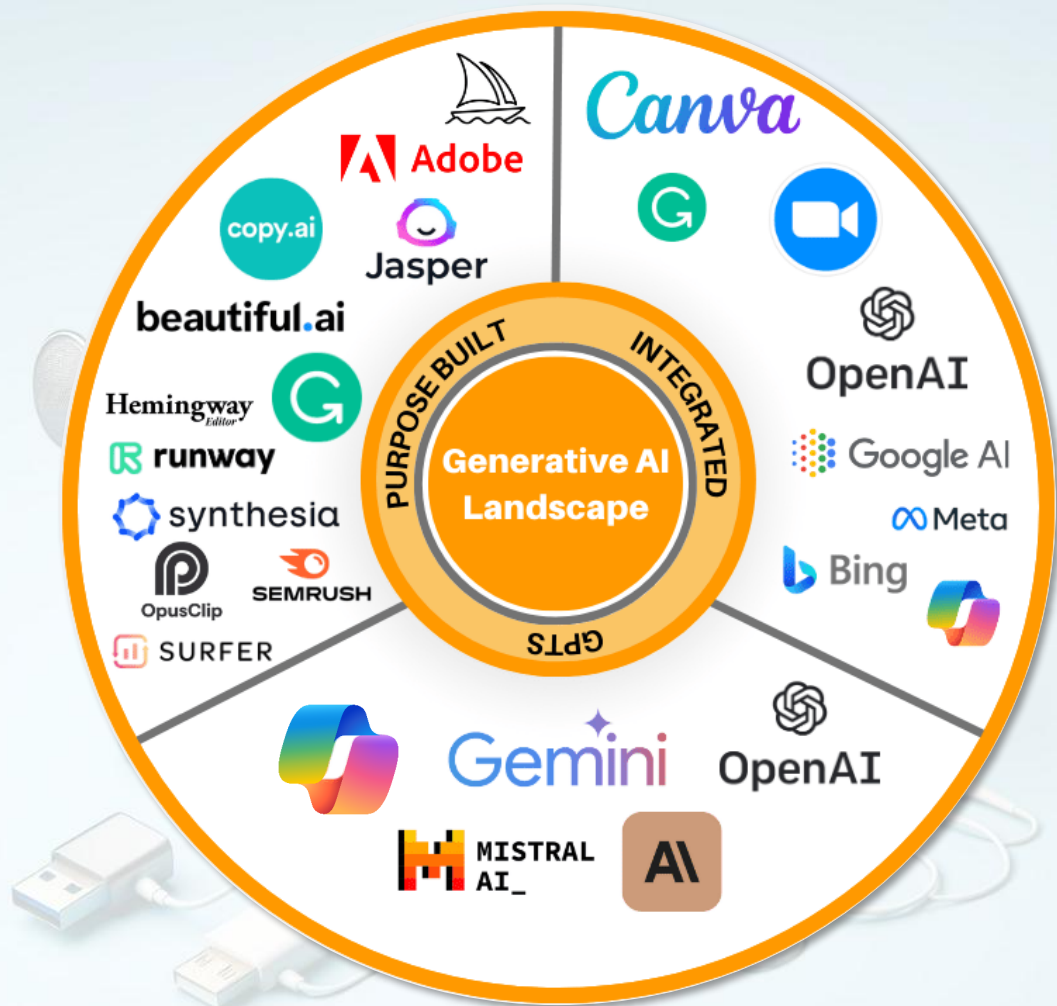 Adobe
copy.ai
Jasper
beautiful.ai
Hemingway
Editor
runway
synthesia
OpusClip
SEMRUSH
SURFER
Canva
G
OpenAI
Google AI
Meta
Bing
PURPOSE BUILT
INTEGRATED
GPTS
Generative AI
Landscape
Gemini
OpenAI
MISTRAL
AI_
A\